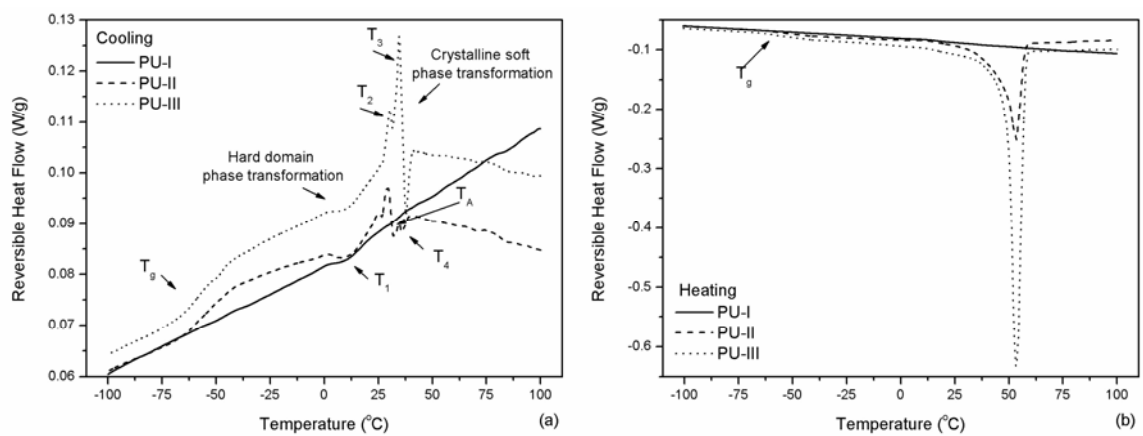 Cooling
PU-I
PU-II
PU-III
T3
Crystalline soft
phase transformation
T2
Hard domain
phase transformation
TA
Tg
T4
T1
0.13
0.12
0.11
0.10
0.09
0.08
0.07
0.06
Reversible Heat Flow (W/g)
-100 -75 -50 -25 0 25 50 75 100
Temperature (°C)
(a)
Tg
Heating
PU-I
PU-II
PU-III
-0.1
-0.2
-0.3
-0.4
-0.5
-0.6
Reversible Heat Flow (W/g)
-100 -75 -50 -25 0 25 50 75 100
Temperature (°C)
(b)